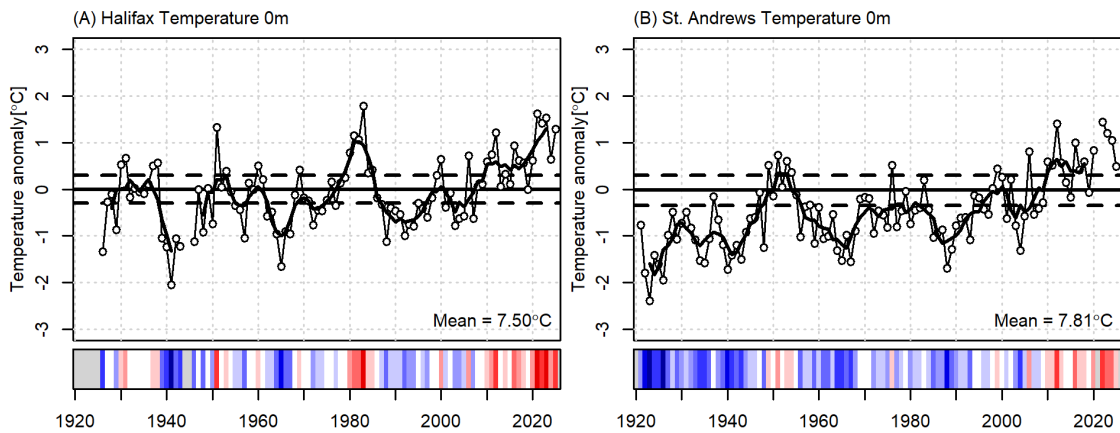 (A) Halifax Temperature 0m
Temperature anomaly[°C]
3
2
1
0
-1
-2
-3
Mean = 7.50°C
1920 1940 1960 1980 2000 2020
(B) St. Andrews Temperature 0m
Temperature anomaly[°C]
3
2
1
0
-1
-2
-3
Mean = 7.81°C
1920 1940 1960 1980 2000 2020